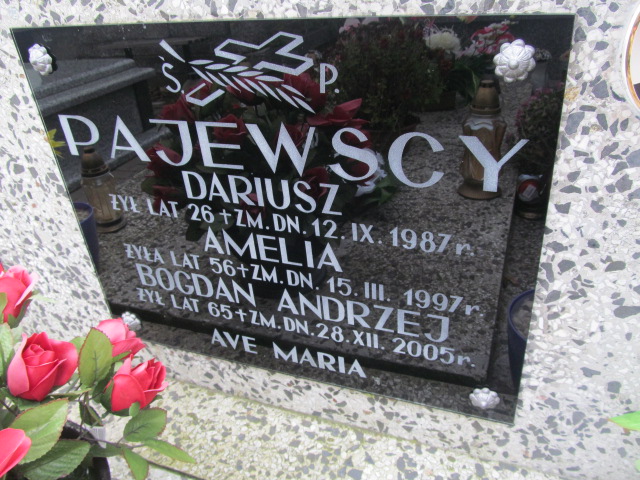 Ś P.
PAJEWSCY
DARIUSZ
ŻYŁ LAT 26 + ZM. DN. 12. IX. 1987 r.
AMELIA
ŻYŁA LAT 56 + ZM. DN. 15. III. 1997 r.
BOGDAN ANDRZEJ
ŻYŁ LAT 65 + ZM. DN. 28. XII. 2005 r.
AVE MARIA